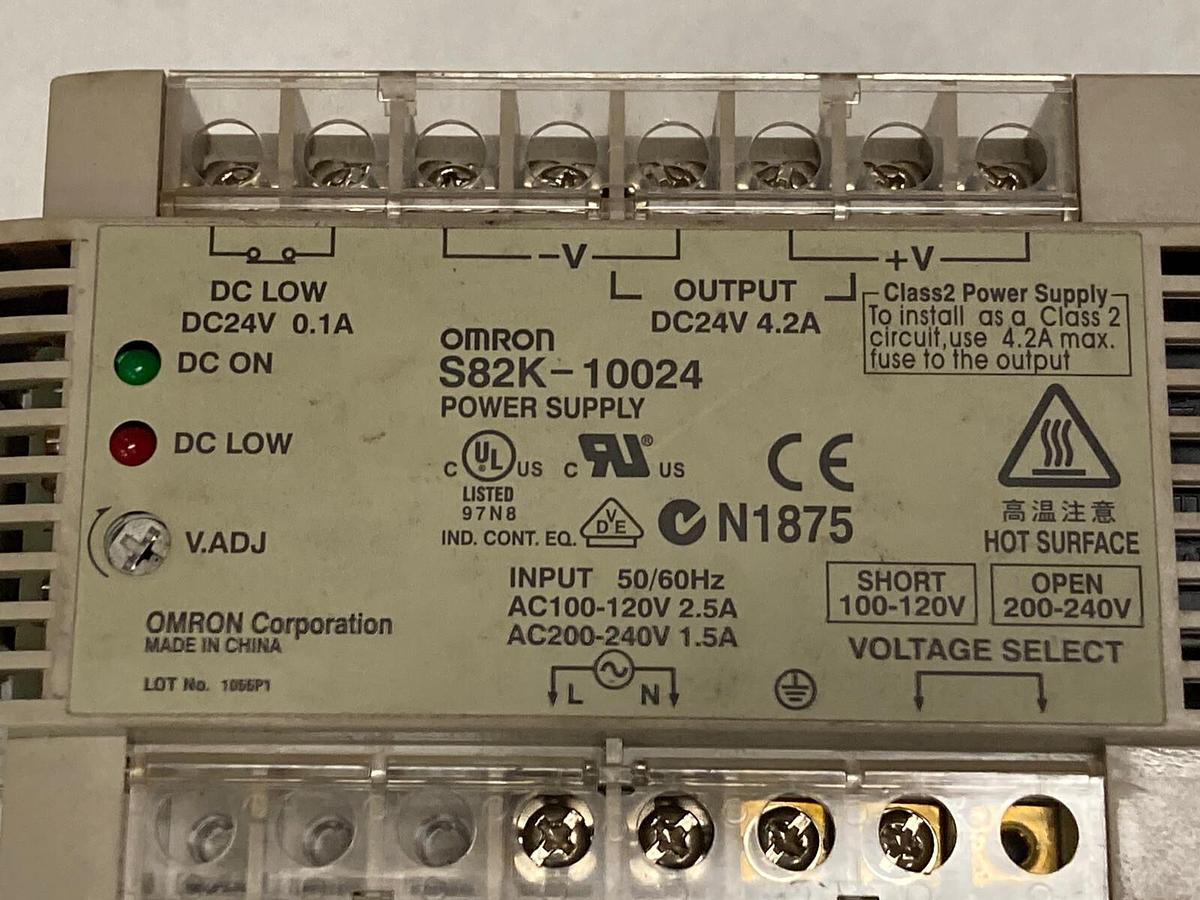 −V
+V
DC LOW
DC24V 0.1A
OUTPUT
DC24V 4.2A
Class2 Power Supply
To install as a Class 2
circuit,use 4.2A max.
fuse to the output
DC ON
DC LOW
V.ADJ
OMRON
S82K−10024
POWER SUPPLY
C UL US
LISTED
97N8
IND. CONT. EQ.
C RU ® US
VDE
CE
N1875
高温注意
HOT SURFACE
INPUT 50/60Hz
AC100-120V 2.5A
AC200-240V 1.5A
L N
SHORT
100-120V
OPEN
200-240V
VOLTAGE SELECT
OMRON Corporation
MADE IN CHINA
LOT No. 1055P1